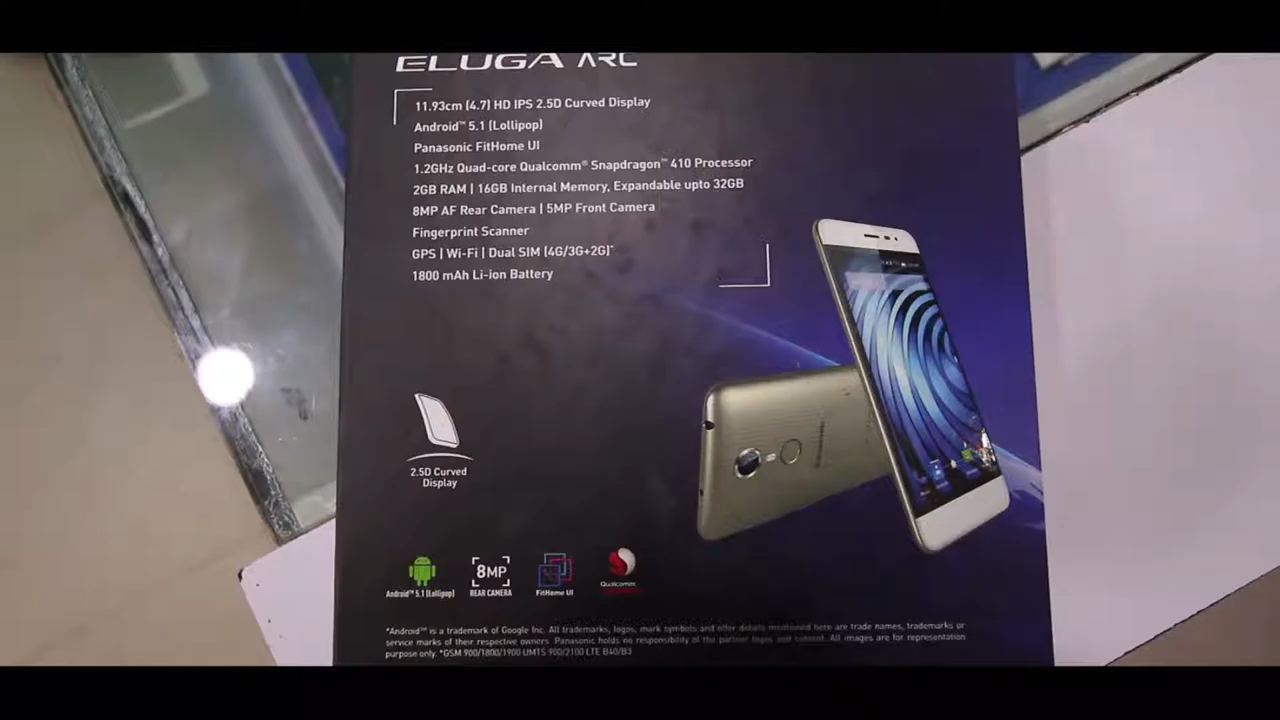 ELUGA ARC
11.93cm (4.7) HD IPS 2.5D Curved Display
Android™ 5.1 (Lollipop)
Panasonic FitHome UI
1.2GHz Quad-core Qualcomm® Snapdragon™ 410 Processor
2GB RAM | 16GB Internal Memory, Expandable upto 32GB
8MP AF Rear Camera | 5MP Front Camera
Fingerprint Scanner
GPS | Wi-Fi | Dual SIM (4G/3G+2G)*
1800 mAh Li-ion Battery
2.5D Curved
Display
Android™ 5.1 (Lollipop)
8MP
REAR CAMERA
FitHome UI
Qualcomm
*Android™ is a trademark of Google Inc. All trademarks, logos, mark symbols and offer details mentioned here are trade names, trademarks or
service marks of their respective owners. Panasonic holds no responsibility of the partner logos and content. All images are for representation
purpose only. *GSM 900/1800/1900 UMTS 900/2100 LTE B40/B3